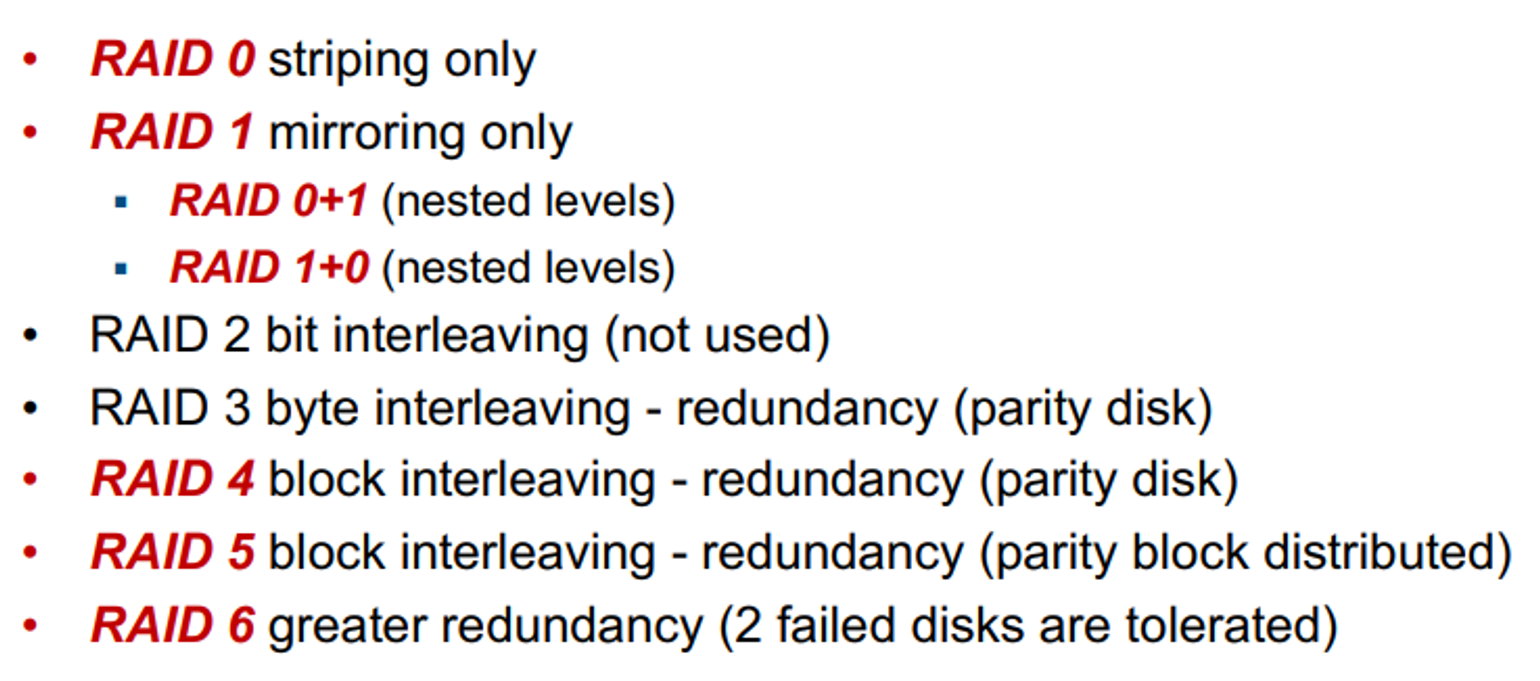 • RAID 0 striping only
• RAID 1 mirroring only
▪ RAID 0+1 (nested levels)
▪ RAID 1+0 (nested levels)
• RAID 2 bit interleaving (not used)
• RAID 3 byte interleaving - redundancy (parity disk)
• RAID 4 block interleaving - redundancy (parity disk)
• RAID 5 block interleaving - redundancy (parity block distributed)
• RAID 6 greater redundancy (2 failed disks are tolerated)